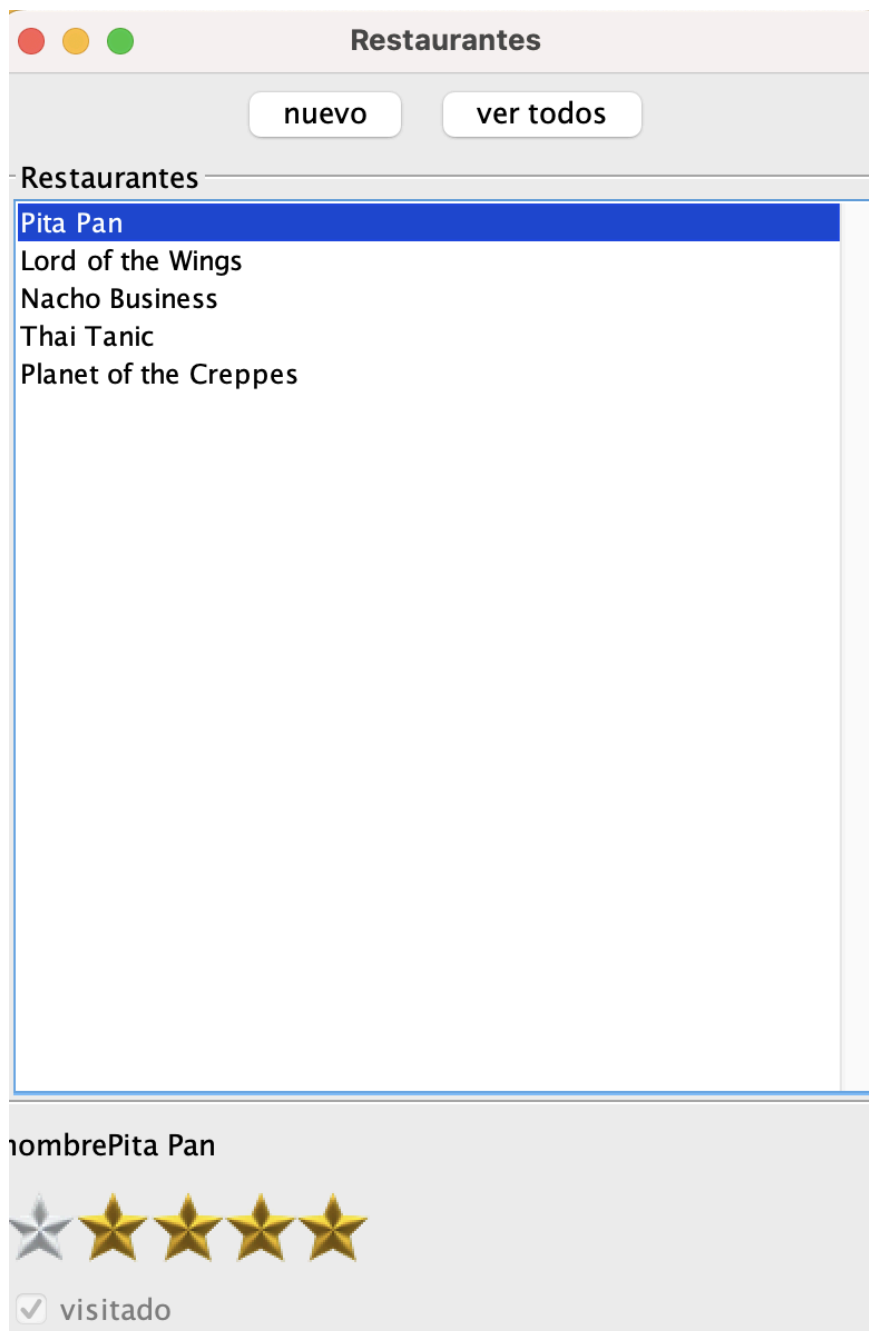 Restaurantes
nuevo ver todos
Restaurantes
Pita Pan
Lord of the Wings
Nacho Business
Thai Tanic
Planet of the Creppes
nombrePita Pan
visitado